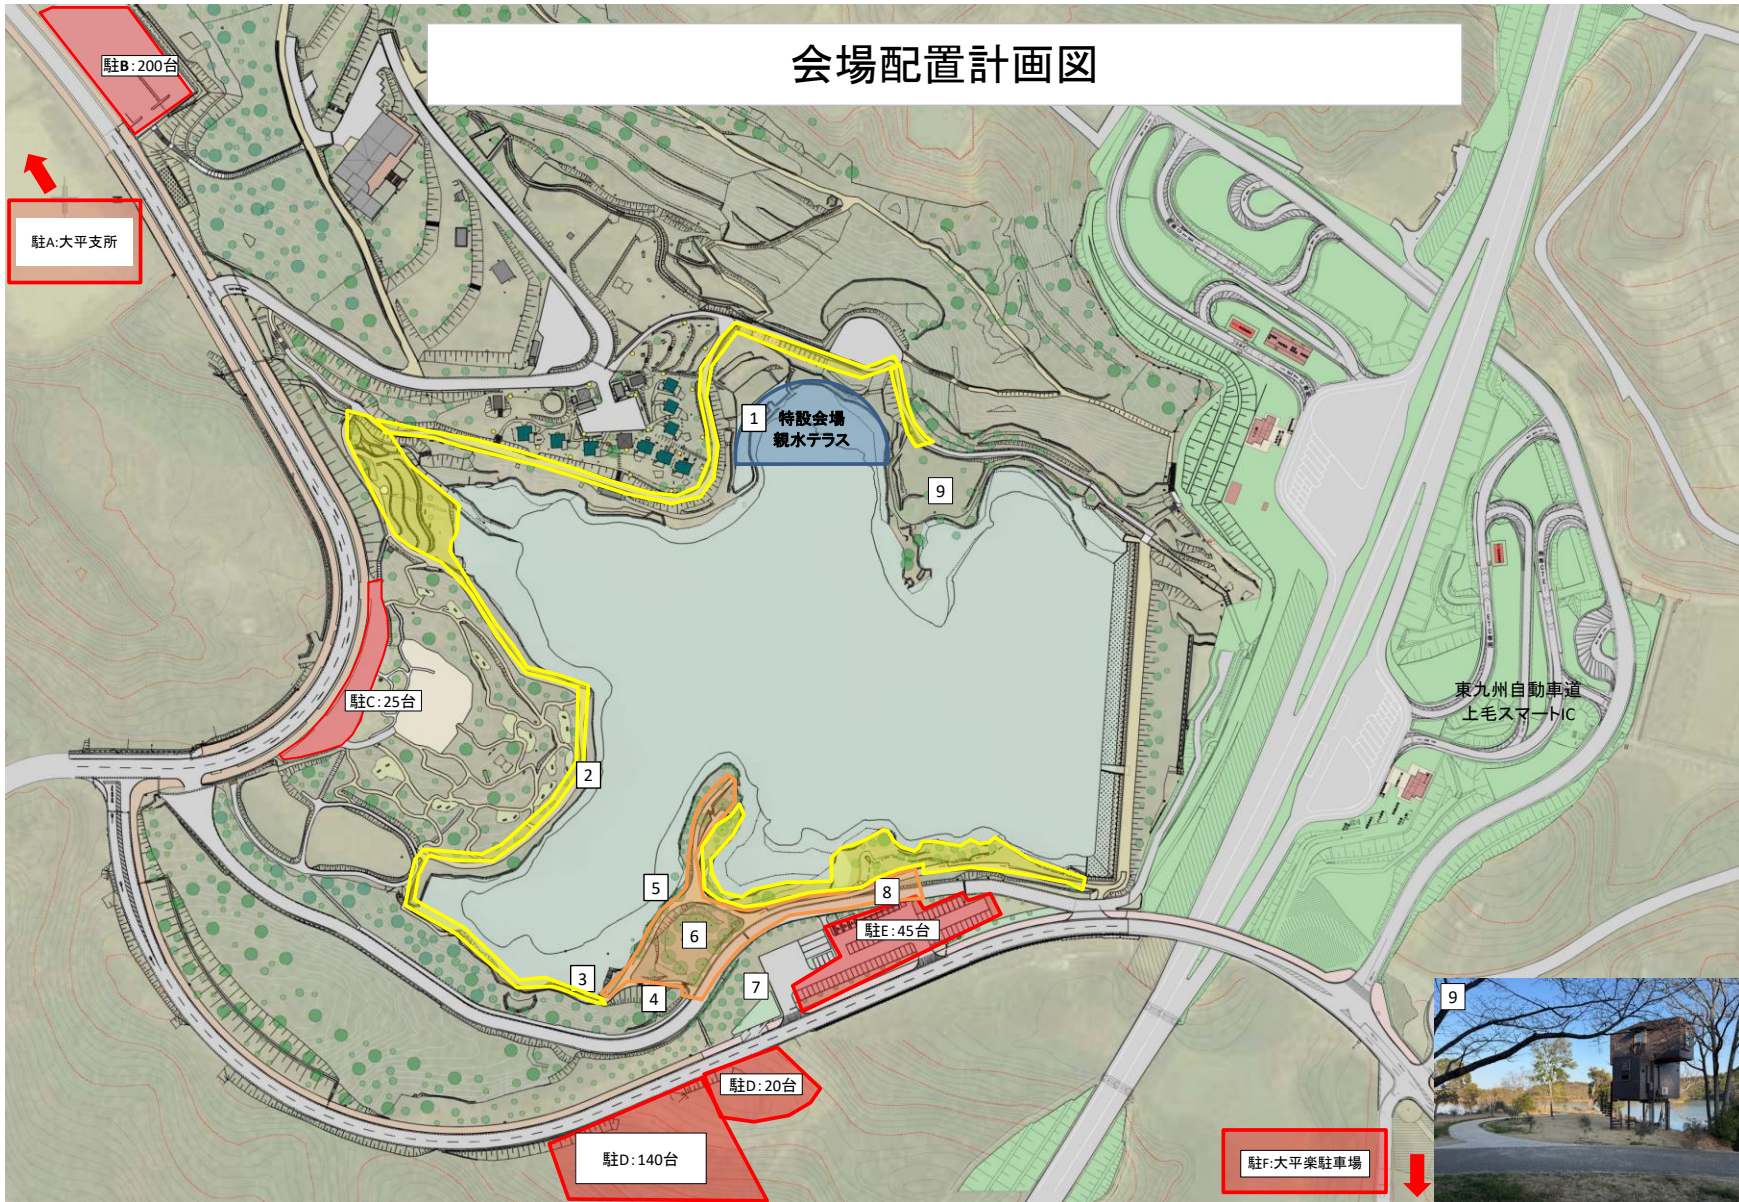 会場配置計画図
駐B:200台
駐A:大平支所
1
特設会場
親水テラス
9
駐C:25台
東九州自動車道
上毛スマートIC
2
5
8
6
駐E:45台
3
4
7
9
駐D:20台
駐D:140台
駐F:大平楽駐車場